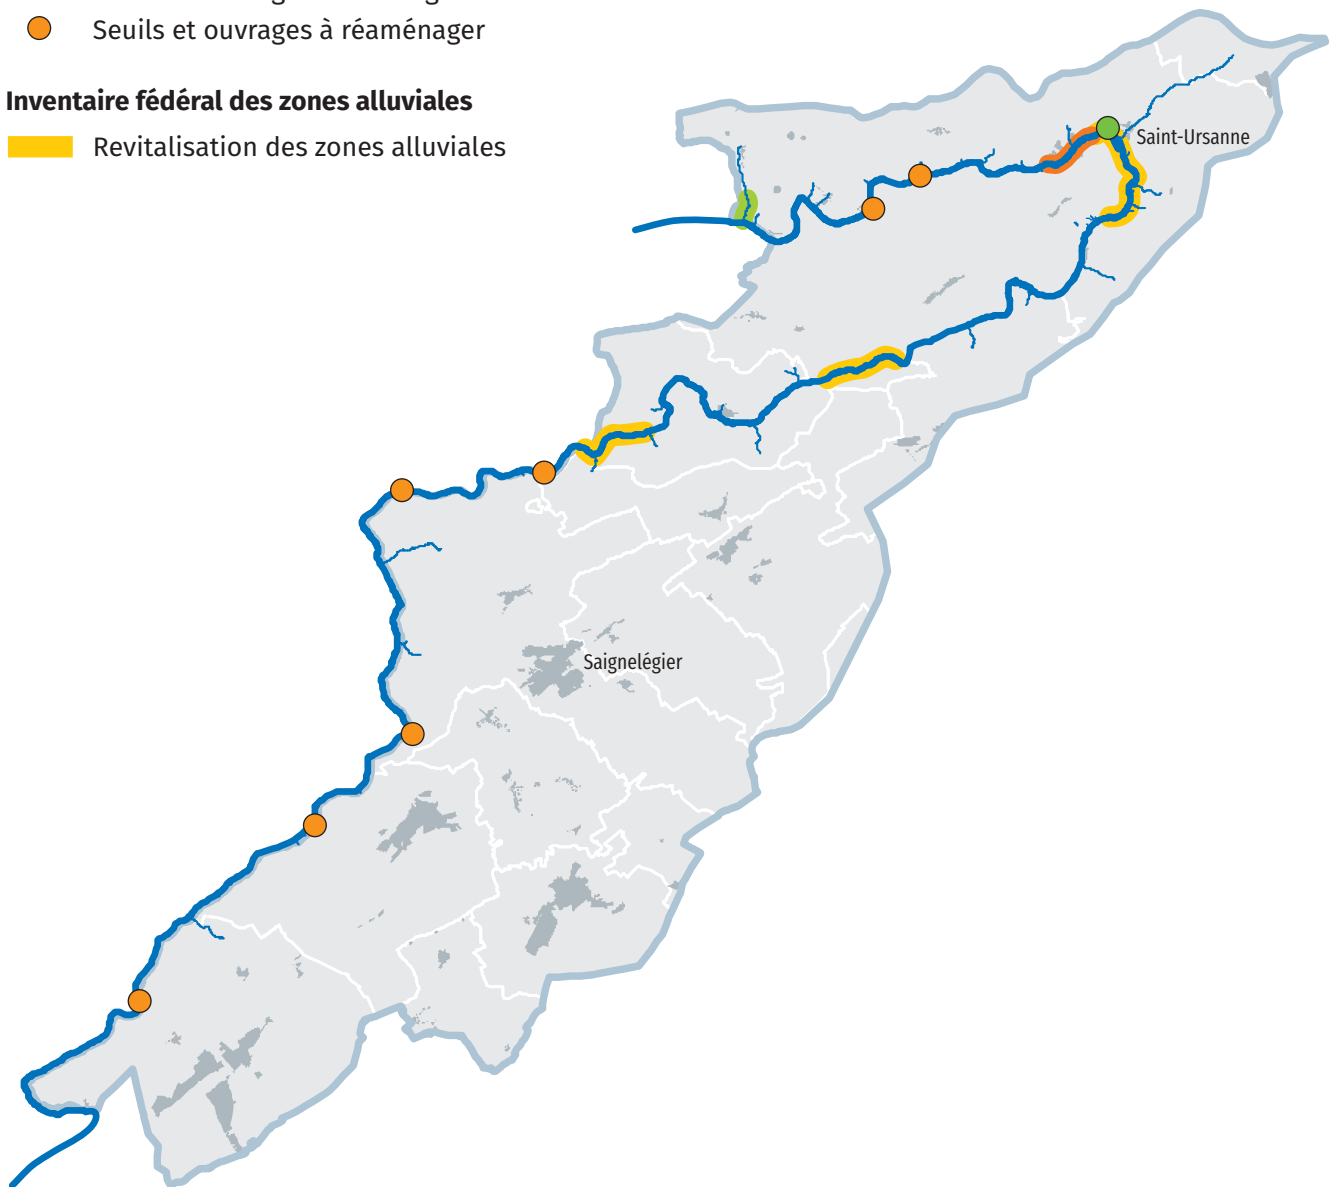 Seuils et ouvrages à réaménager
Inventaire fédéral des zones alluviales
Revitalisation des zones alluviales
Saint-Ursanne
Saignelégier